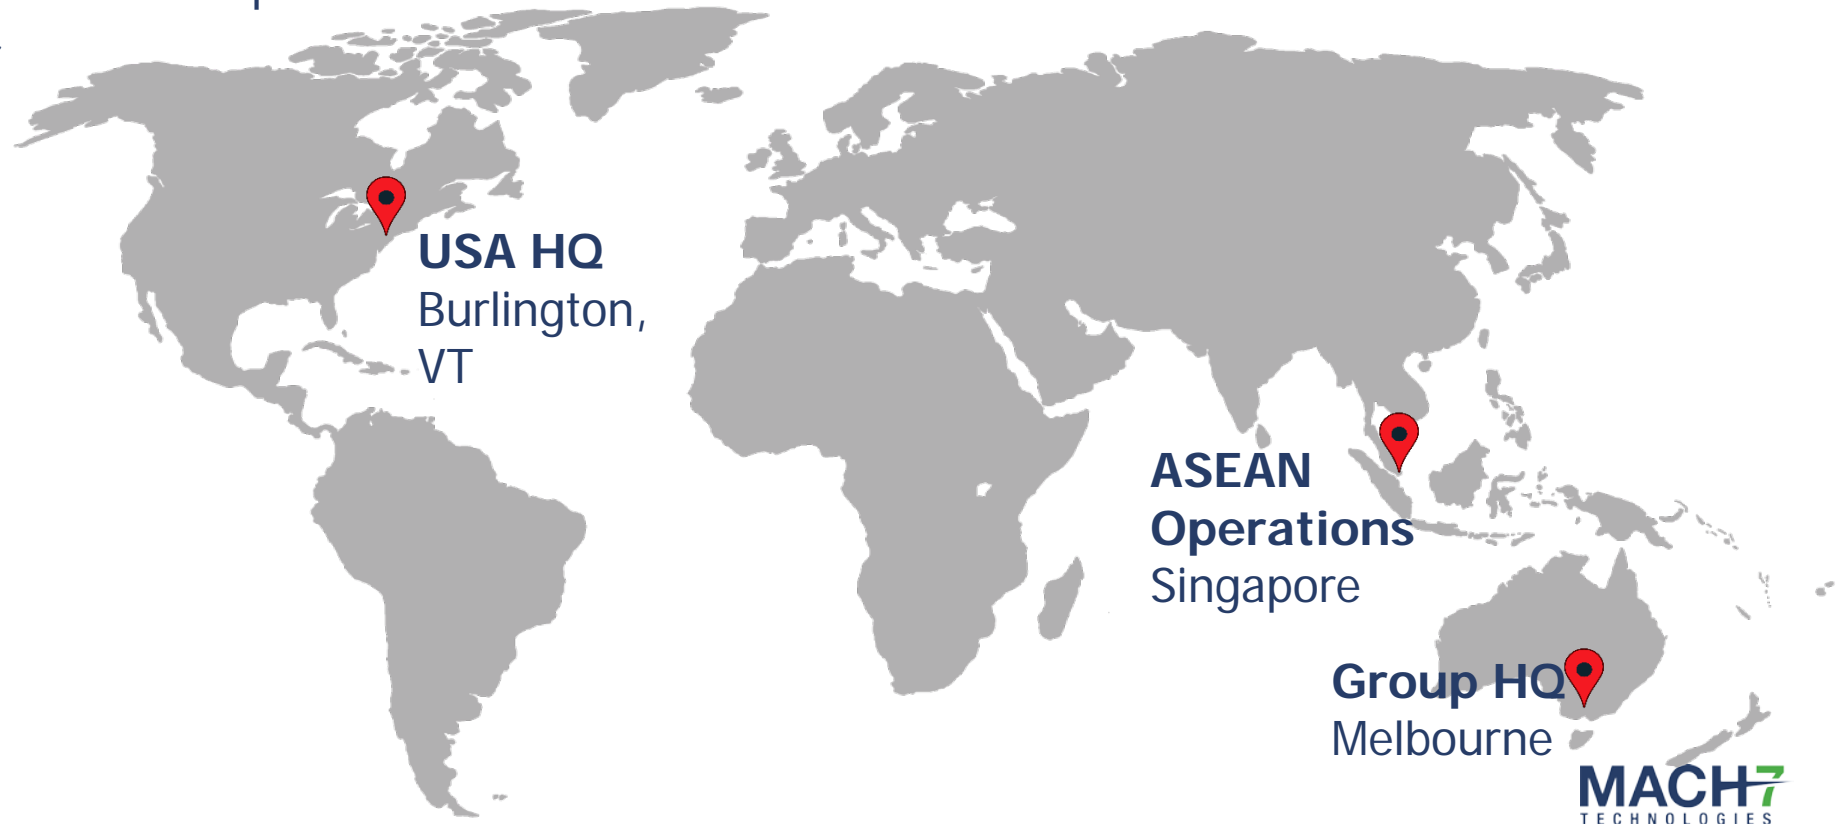 USA HQ
Burlington,
VT
ASEAN
Operations
Singapore
Group HQ
Melbourne
MACH7
TECHNOLOGIES